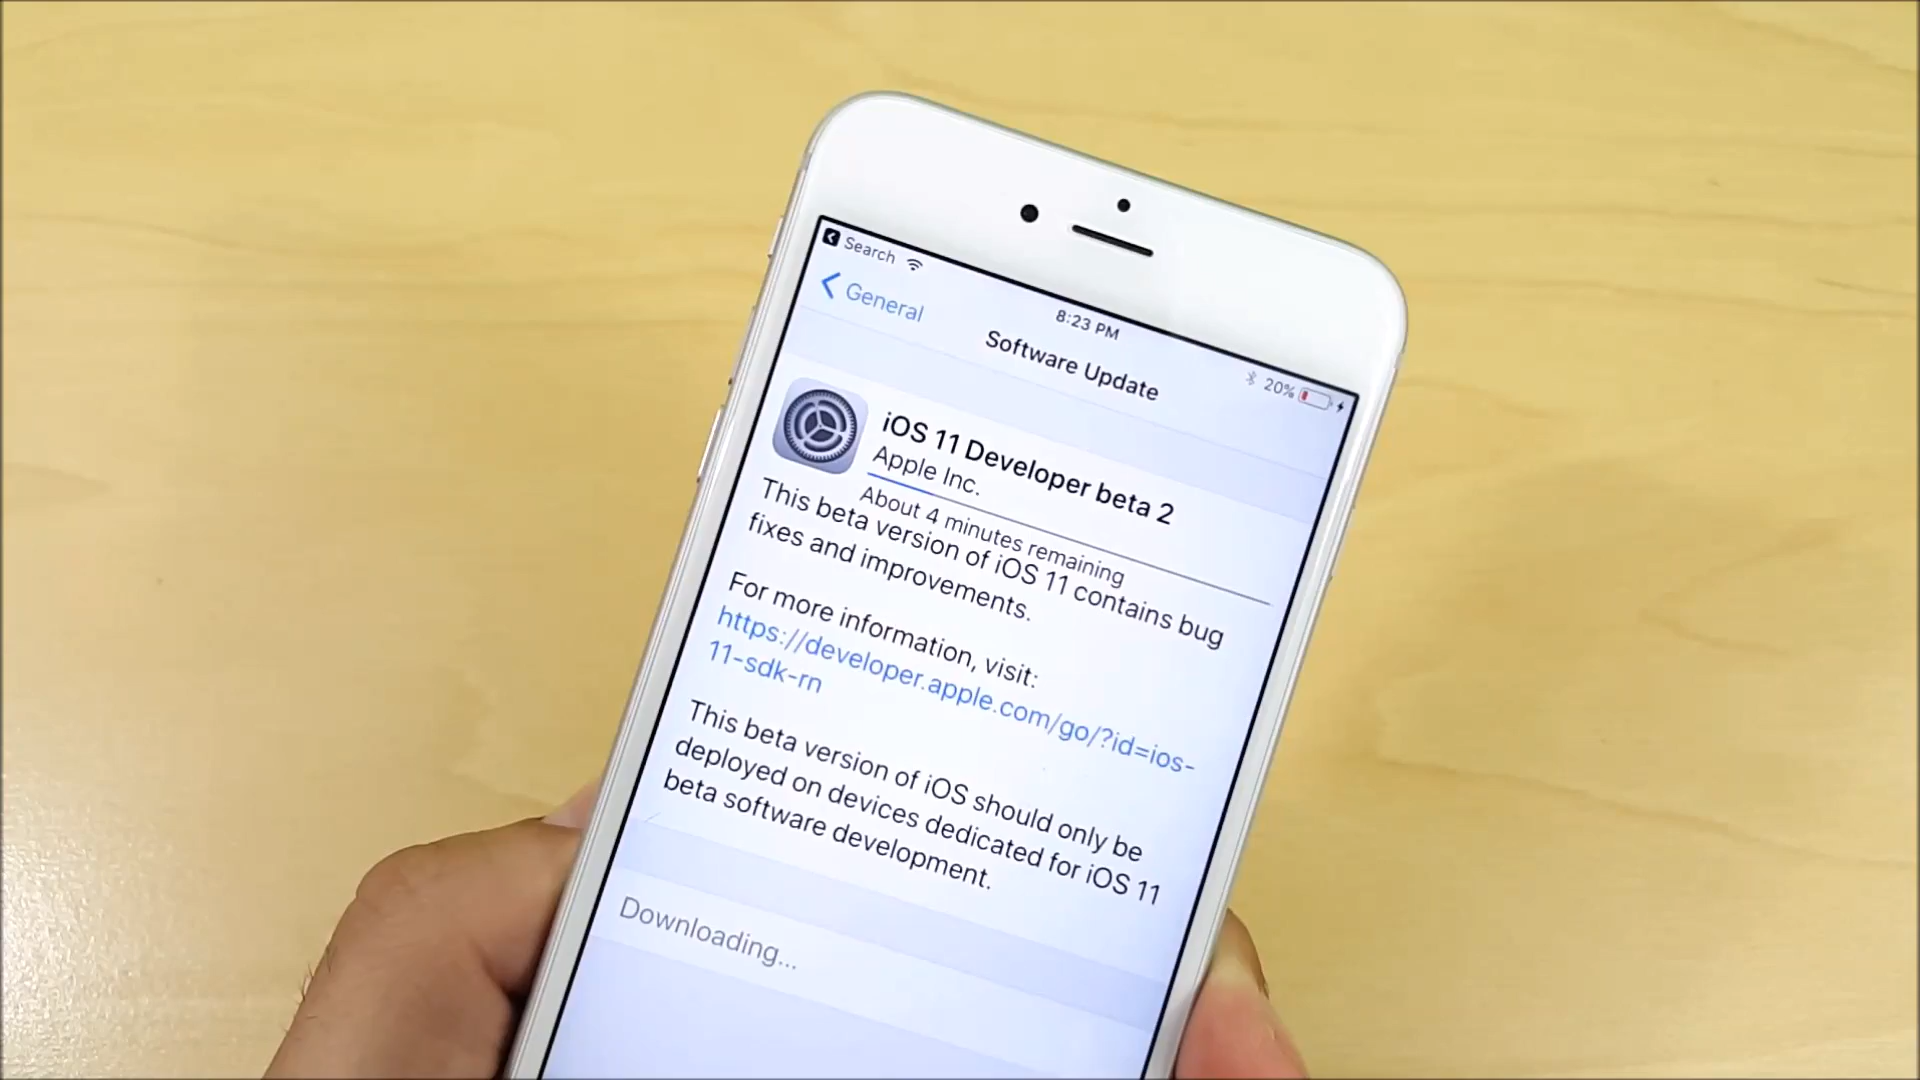 Search
8:23 PM
20%
General
Software Update
iOS 11 Developer beta 2
Apple Inc.
About 4 minutes remaining
This beta version of iOS 11 contains bug
fixes and improvements.
For more information, visit:
https://developer.apple.com/go/?id=ios-
11-sdk-rn
This beta version of iOS should only be
deployed on devices dedicated for iOS 11
beta software development.
Downloading...